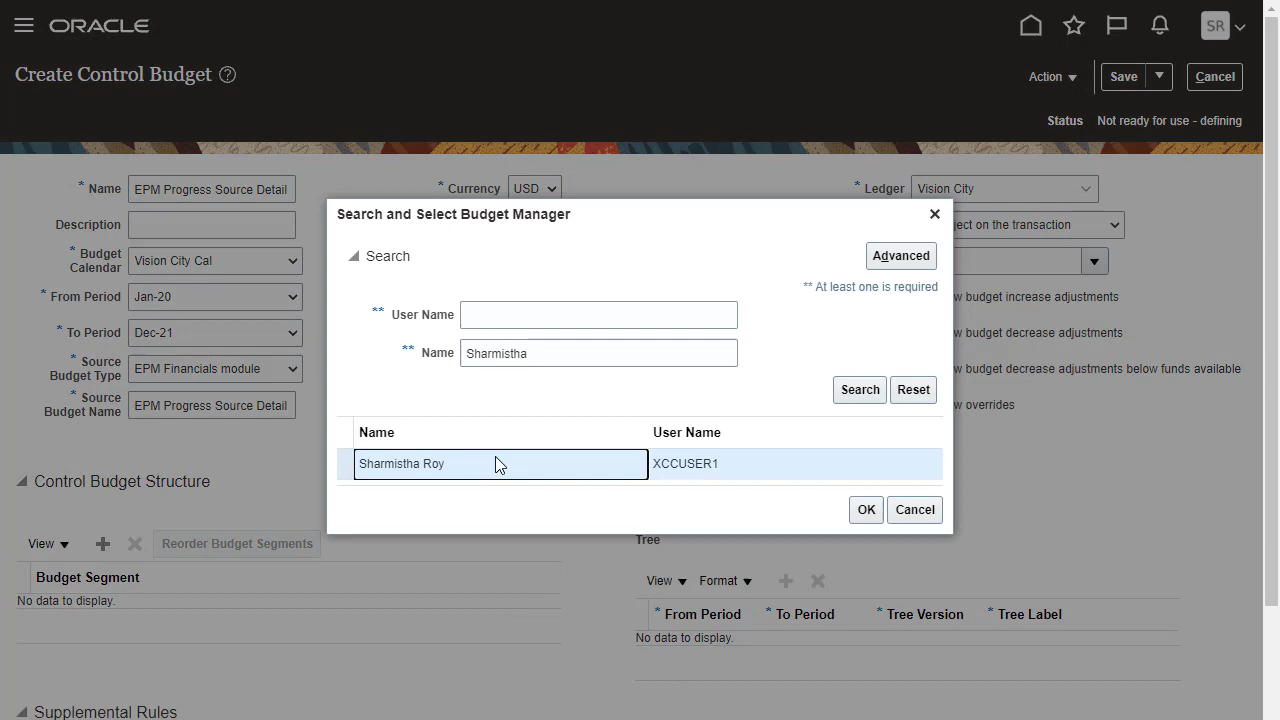 ORACLE
SR
Create Control Budget ?
Action Save Cancel
Status Not ready for use - defining
* Name EPM Progress Source Detail
* Currency USD
* Ledger Vision City
Description
ject on the transaction
* Budget Calendar Vision City Cal
* From Period Jan-20
w budget increase adjustments
* To Period Dec-21
w budget decrease adjustments
* Source Budget Type EPM Financials module
w budget decrease adjustments below funds available
* Source Budget Name EPM Progress Source Detail
w overrides
Search and Select Budget Manager
Search
Advanced
** At least one is required
** User Name
** Name Sharmistha
Search Reset
Name User Name
Sharmistha Roy XCCUSER1
OK Cancel
Control Budget Structure
View Reorder Budget Segments
Budget Segment
No data to display.
Tree
View Format
* From Period * To Period * Tree Version * Tree Label
No data to display.
Supplemental Rules